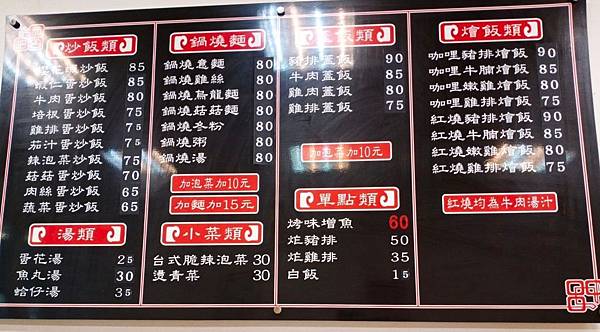 炒飯類
蛋炒飯 85
蝦仁蛋炒飯 85
牛肉蛋炒飯 85
培根蛋炒飯 75
雞排蛋炒飯 75
茄汁蛋炒飯 75
辣泡菜炒飯 75
菇菇蛋炒飯 70
肉絲蛋炒飯 65
蔬菜蛋炒飯 65
湯類
蛋花湯 25
魚丸湯 30
蛤仔湯 35
鍋燒麵
鍋燒意麵 80
鍋燒雞絲 80
鍋燒烏龍麵 80
鍋燒菇菇麵 80
鍋燒冬粉 80
鍋燒粥 80
鍋燒湯 80
加泡菜加10元
加麵加15元
小菜類
台式脆辣泡菜 30
燙青菜 30
蓋飯類
豬排蓋飯 90
牛肉蓋飯 85
雞肉蓋飯 80
雞排蓋飯 75
加泡菜加10元
單點類
烤味增魚 60
炸豬排 50
炸雞排 35
白飯 15
燴飯類
咖哩豬排燴飯 90
咖哩牛腩燴飯 85
咖哩嫩雞燴飯 80
咖哩雞排燴飯 75
紅燒豬排燴飯 90
紅燒牛腩燴飯 85
紅燒嫩雞燴飯 80
紅燒雞排燴飯 75
紅燒均為牛肉湯汁